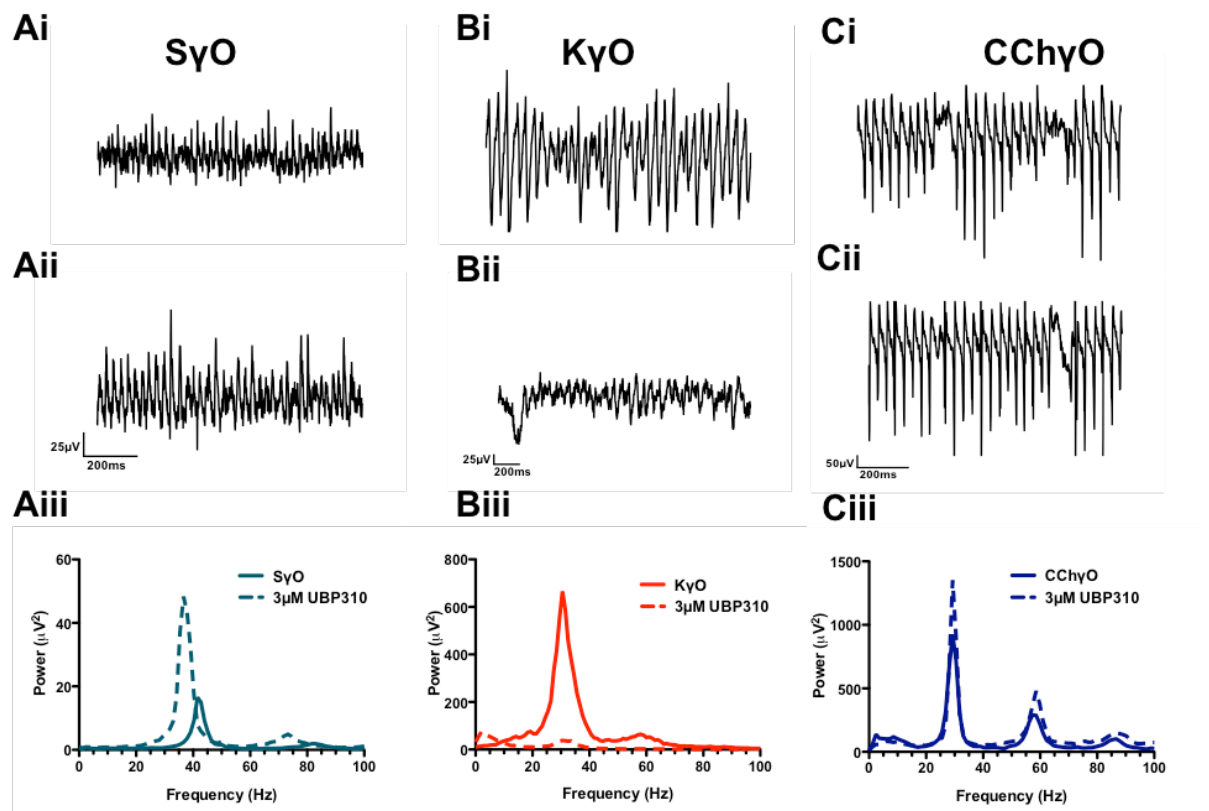 Ai
SγO
Bi
KγO
Ci
CChγO
Aii
25μV
200ms
Bii
25μV
200ms
Cii
50μV
200ms
Aiii
60
40
20
0
0 20 40 60 80 100
Power (μV²)
Frequency (Hz)
SγO
3μM UBP310
Biii
800
600
400
200
0
0 20 40 60 80 100
Power (μV²)
Frequency (Hz)
KγO
3μM UBP310
Ciii
1500
1000
500
0
0 20 40 60 80 100
Power (μV²)
Frequency (Hz)
CChγO
3μM UBP310